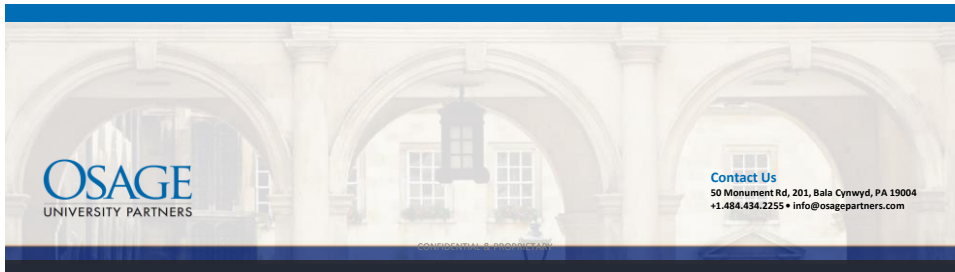 OSAGE
UNIVERSITY PARTNERS
Contact Us
50 Monument Rd, 201, Bala Cynwyd, PA 19004
+1.484.434.2255 • info@osagepartners.com
CONFIDENTIAL & PROPRIETARY